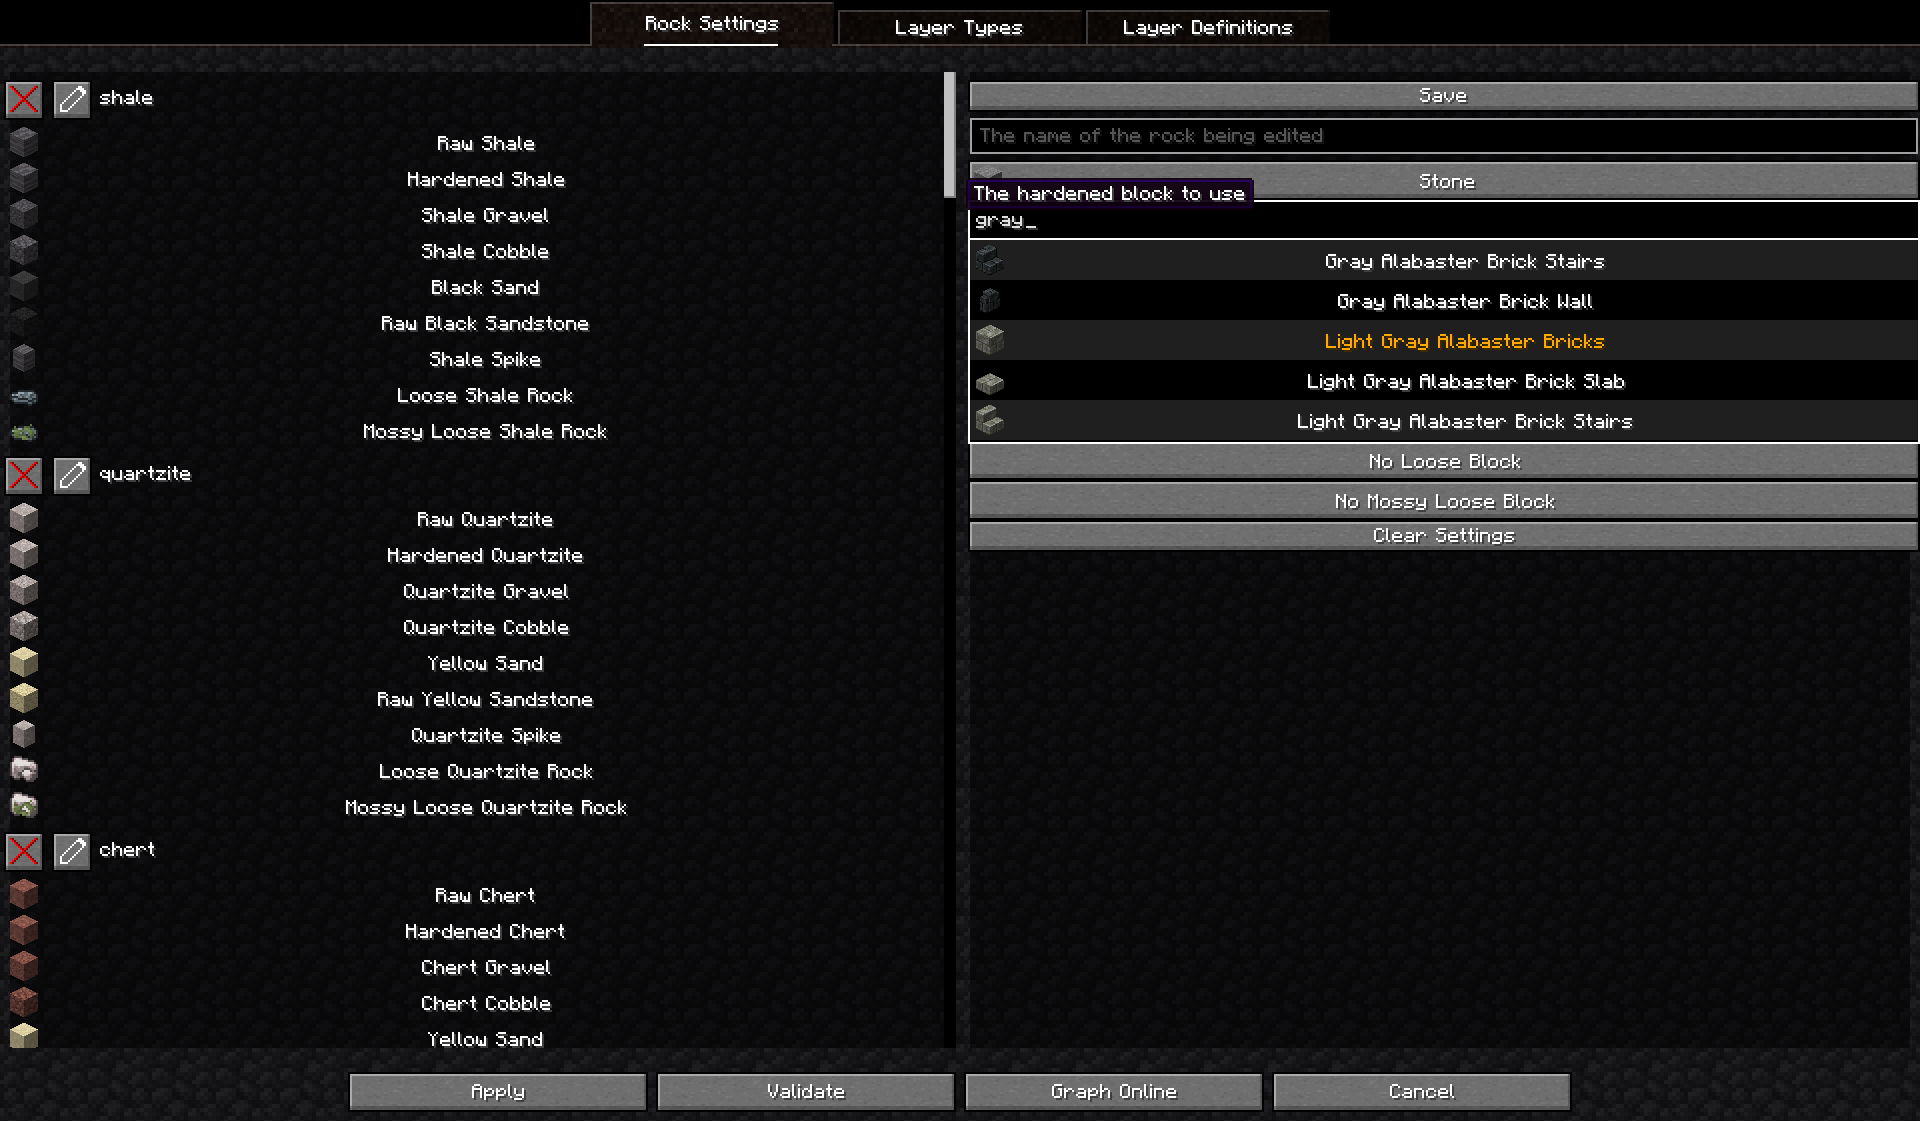 Rock Settings
Layer Types
Layer Definitions
shale
Raw Shale
Hardened Shale
Shale Gravel
Shale Cobble
Black Sand
Raw Black Sandstone
Shale Spike
Loose Shale Rock
Mossy Loose Shale Rock
quartzite
Raw Quartzite
Hardened Quartzite
Quartzite Gravel
Quartzite Cobble
Yellow Sand
Raw Yellow Sandstone
Quartzite Spike
Loose Quartzite Rock
Mossy Loose Quartzite Rock
chert
Raw Chert
Hardened Chert
Chert Gravel
Chert Cobble
Yellow Sand
Save
The name of the rock being edited
Stone
The hardened block to use
gray_
Gray Alabaster Brick Stairs
Gray Alabaster Brick Wall
Light Gray Alabaster Bricks
Light Gray Alabaster Brick Slab
Light Gray Alabaster Brick Stairs
No Loose Block
No Mossy Loose Block
Clear Settings
Apply
Validate
Graph Online
Cancel